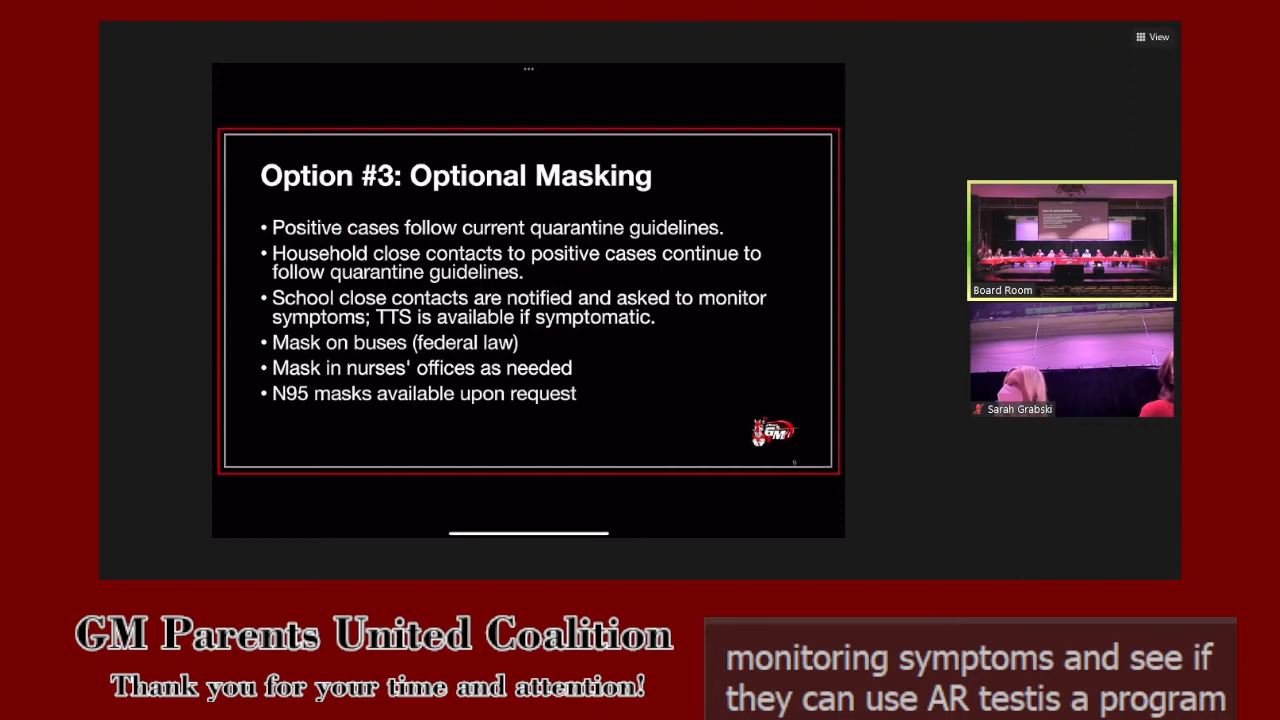 View
Option #3: Optional Masking
• Positive cases follow current quarantine guidelines.
• Household close contacts to positive cases continue to
follow quarantine guidelines.
• School close contacts are notified and asked to monitor
symptoms; TTS is available if symptomatic.
• Mask on buses (federal law)
• Mask in nurses' offices as needed
• N95 masks available upon request
GM
9
Board Room
Sarah Grabski
GM Parents United Coalition
Thank you for your time and attention!
monitoring symptoms and see if
they can use AR testis a program